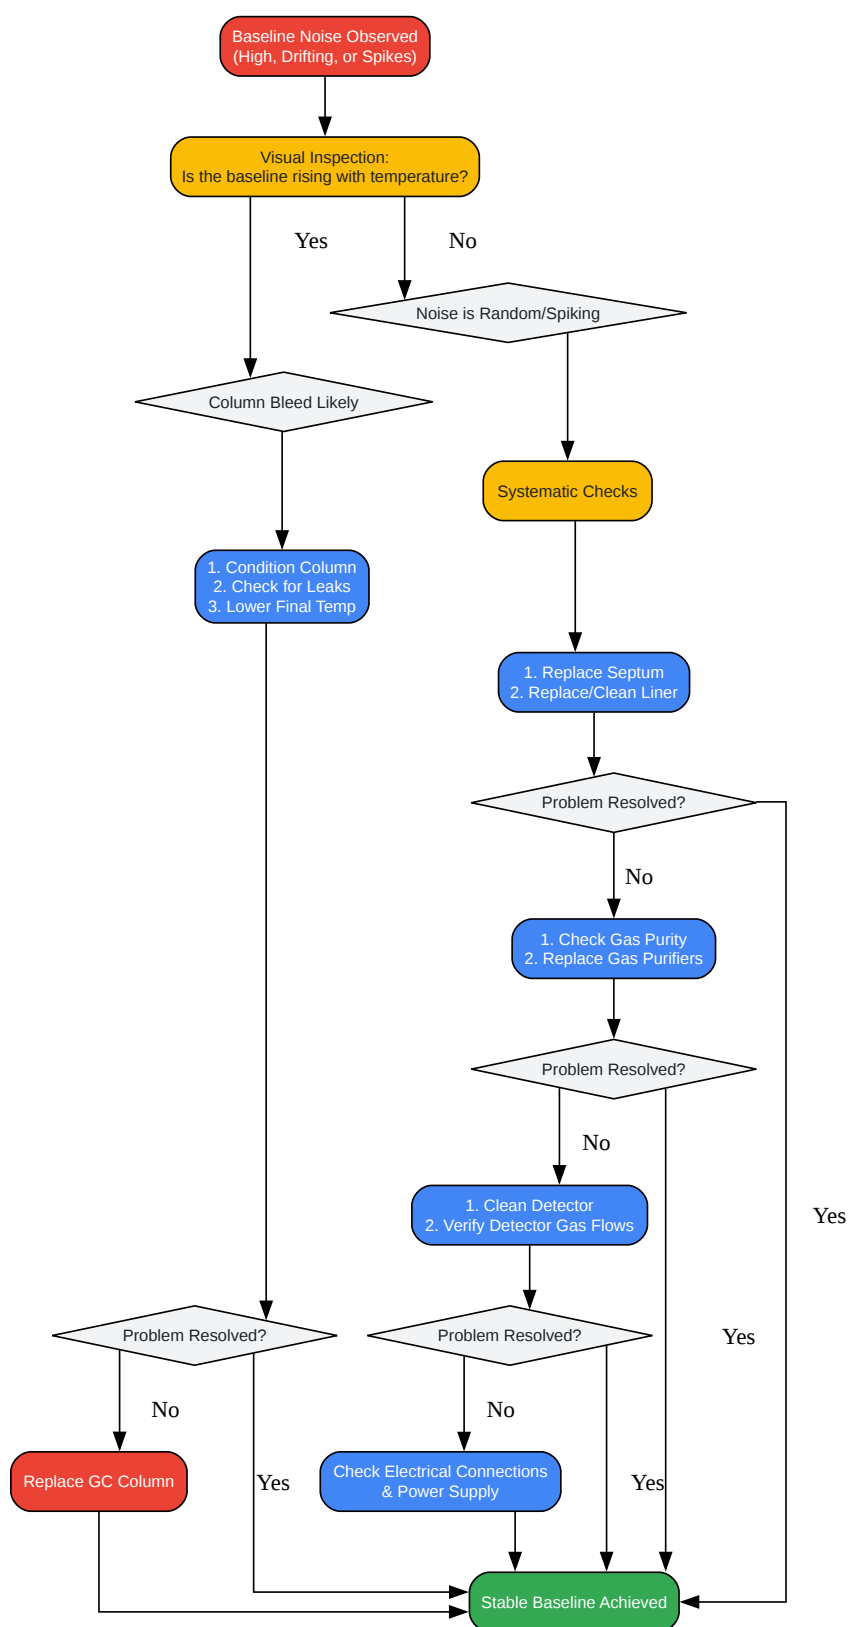 Baseline Noise Observed
(High, Drifting, or Spikes)
Visual Inspection:
Is the baseline rising with temperature?
Yes
No
Noise is Random/Spiking
Column Bleed Likely
Systematic Checks
1. Condition Column
2. Check for Leaks
3. Lower Final Temp
1. Replace Septum
2. Replace/Clean Liner
Problem Resolved?
No
1. Check Gas Purity
2. Replace Gas Purifiers
Problem Resolved?
No
1. Clean Detector
2. Verify Detector Gas Flows
Yes
Problem Resolved?
Problem Resolved?
Yes
No
No
Replace GC Column
Yes
Check Electrical Connections
& Power Supply
Yes
Stable Baseline Achieved